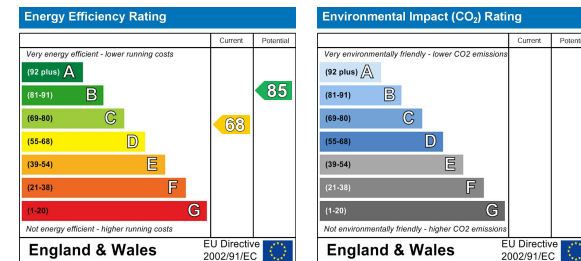 Energy Efficiency Rating
Current Potential
Very energy efficient - lower running costs
(92 plus) A
(81-91) B
85
(69-80) C
68
(55-68) D
(39-54) E
(21-38) F
(1-20) G
Not energy efficient - higher running costs
England & Wales
EU Directive
2002/91/EC
Environmental Impact (CO₂) Rating
Current Potential
Very environmentally friendly - lower CO2 emissions
(92 plus) A
(81-91) B
(69-80) C
(55-68) D
(39-54) E
(21-38) F
(1-20) G
Not environmentally friendly - higher CO2 emissions
England & Wales
EU Directive
2002/91/EC